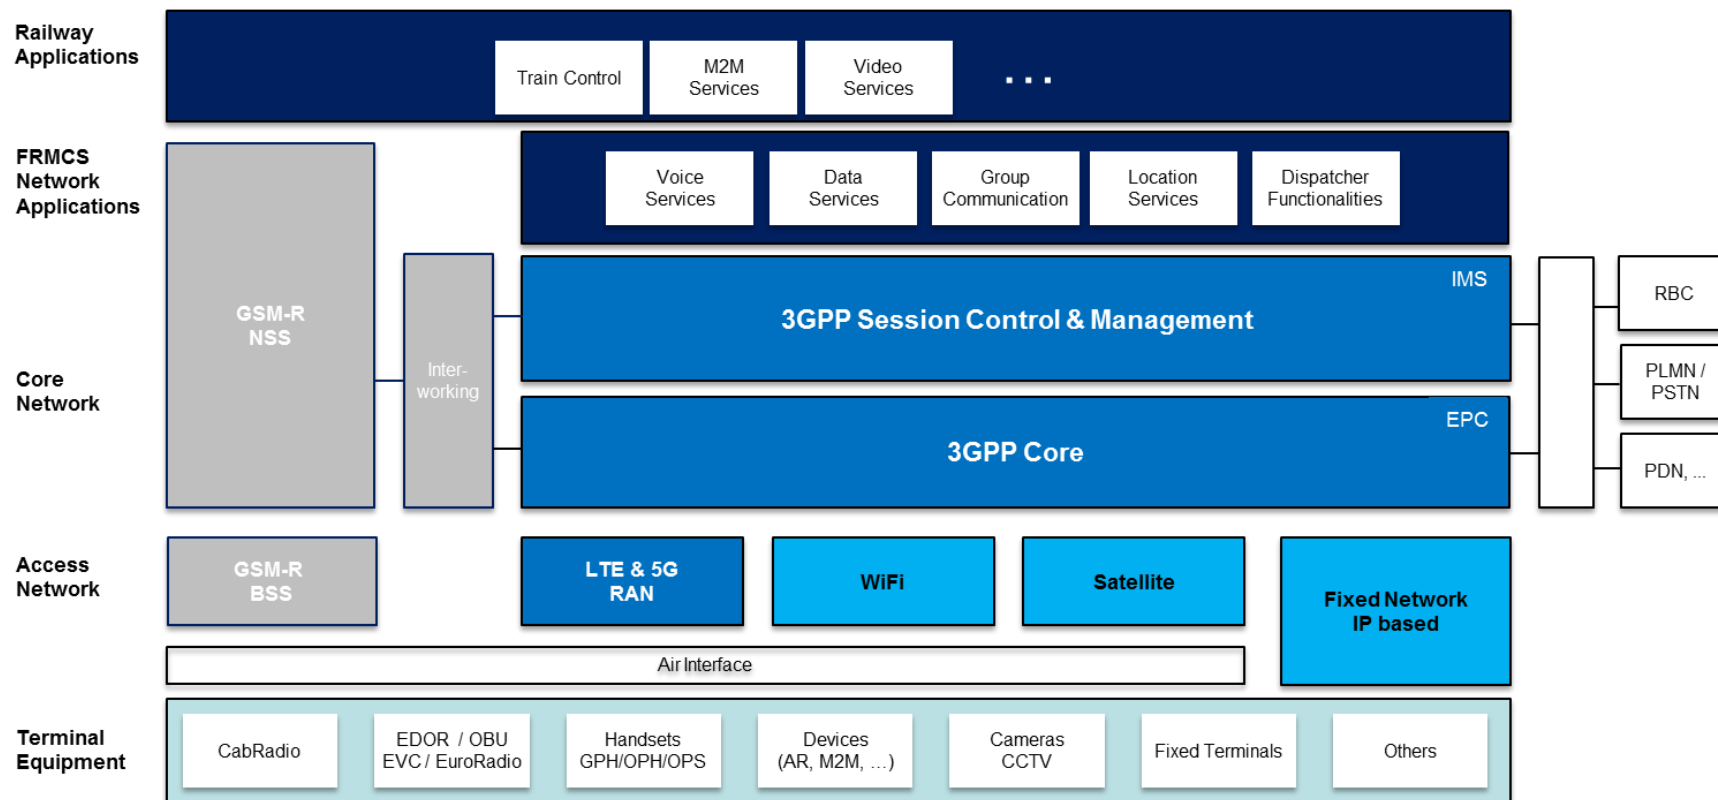 Railway
Applications
Train Control
M2M
Services
Video
Services
...
FRMCS
Network
Applications
Voice
Services
Data
Services
Group
Communication
Location
Services
Dispatcher
Functionalities
GSM-R
NSS
Inter-
working
IMS
3GPP Session Control & Management
RBC
Core
Network
EPC
3GPP Core
PLMN /
PSTN
PDN, ...
Access
Network
GSM-R
BSS
LTE & 5G
RAN
WiFi
Satellite
Fixed Network
IP based
Air Interface
Terminal
Equipment
CabRadio
EDOR / OBU
EVC / EuroRadio
Handsets
GPH/OPH/OPS
Devices
(AR, M2M, ...)
Cameras
CCTV
Fixed Terminals
Others